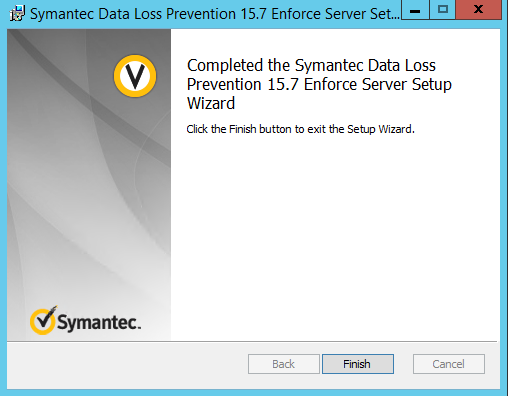 Symantec Data Loss Prevention 15.7 Enforce Server Set...
Completed the Symantec Data Loss
Prevention 15.7 Enforce Server Setup
Wizard
Click the Finish button to exit the Setup Wizard.
Symantec.
Back
Finish
Cancel